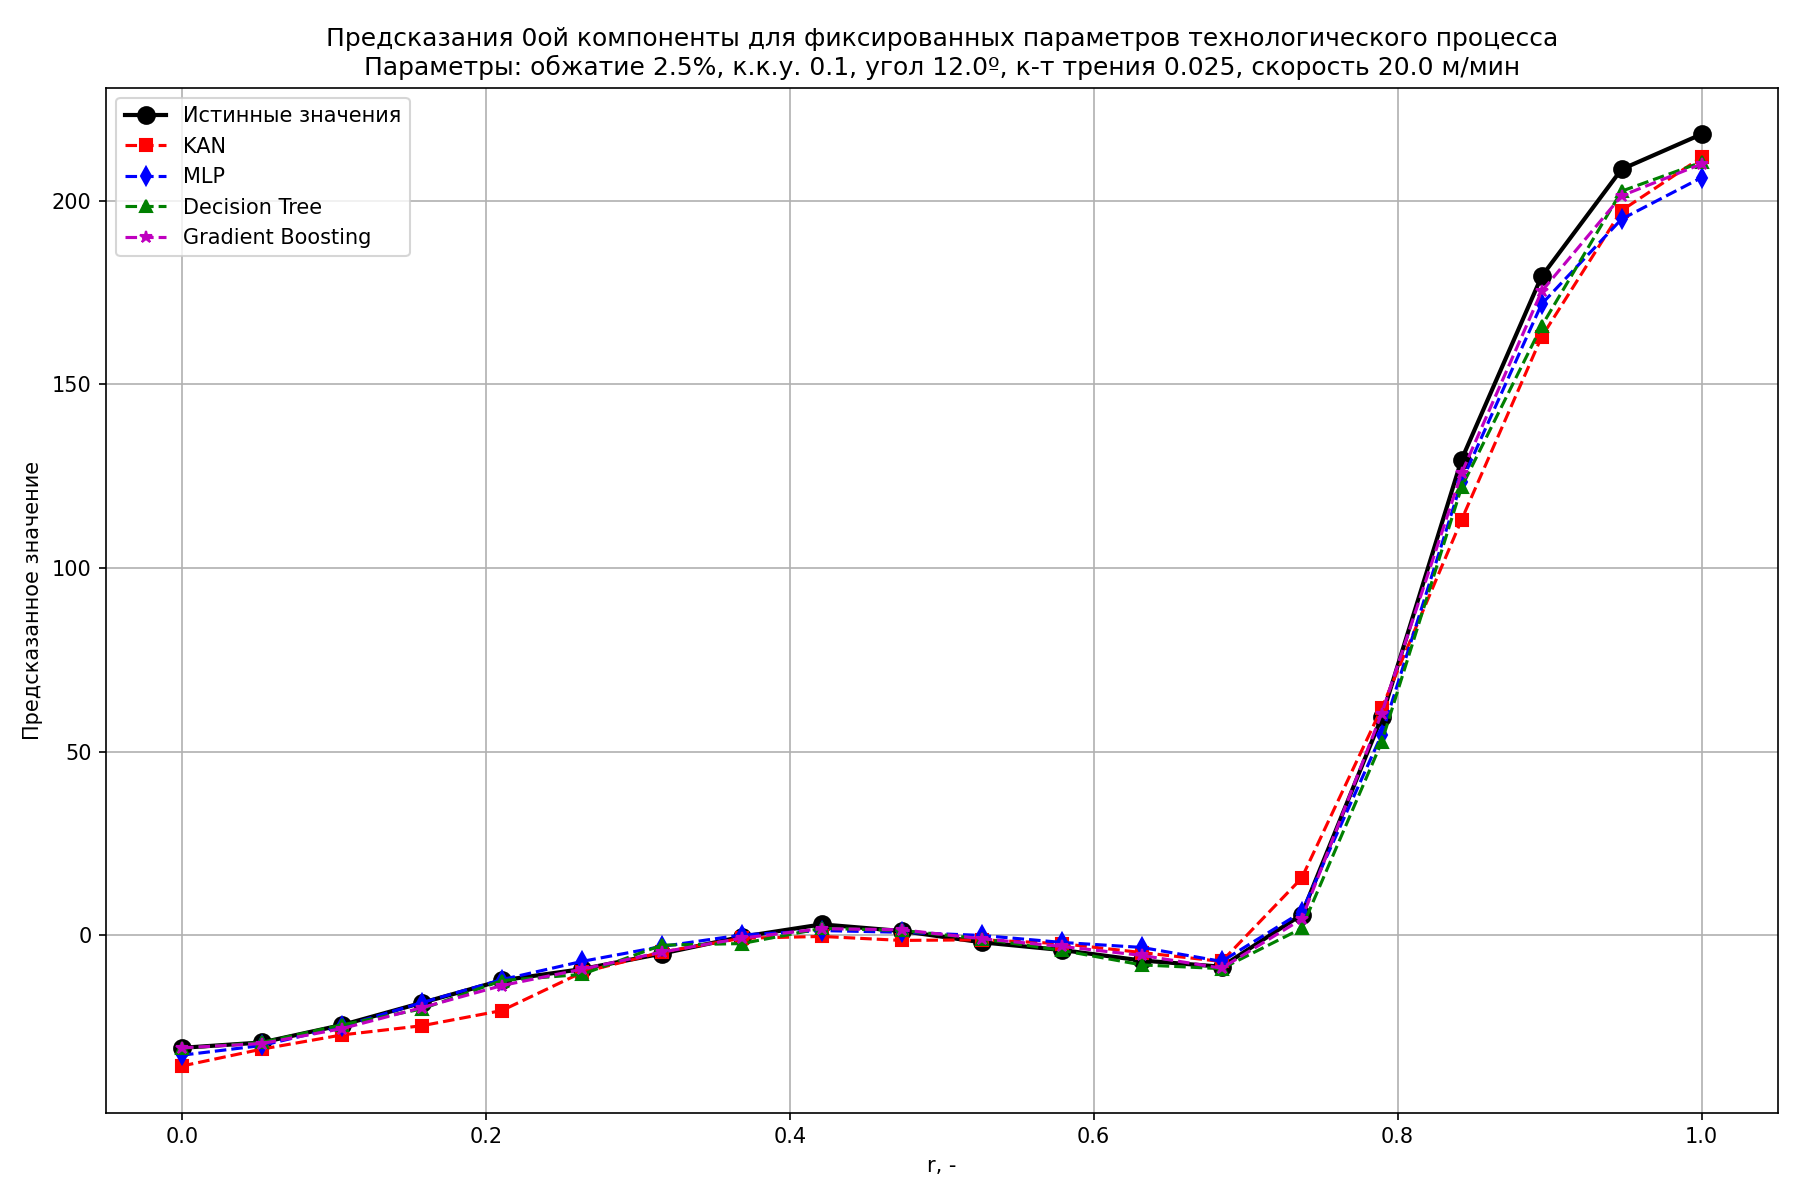 Предсказания 0ой компоненты для фиксированных параметров технологического процесса
Параметры: обжатие 2.5%, к.к.у. 0.1, угол 12.0º, к-т трения 0.025, скорость 20.0 м/мин
Истинные значения
KAN
MLP
Decision Tree
Gradient Boosting
Предсказанное значение
200
150
100
50
0
0.0
0.2
0.4
0.6
0.8
1.0
r, -